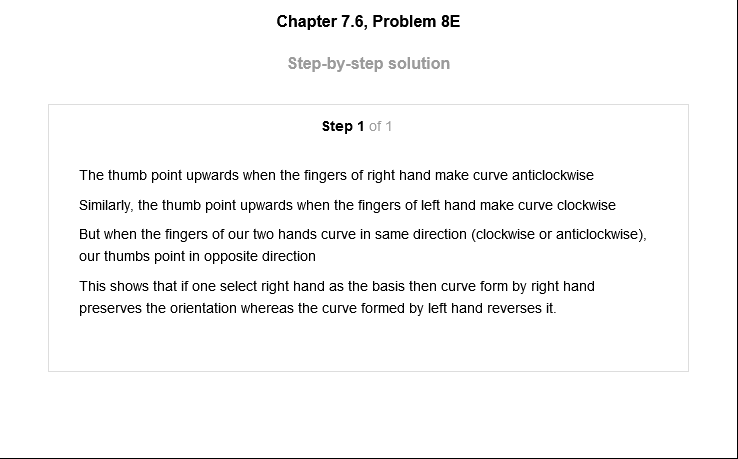 Chapter 7.6, Problem 8E
Step-by-step solution
Step 1 of 1
The thumb point upwards when the fingers of right hand make curve anticlockwise
Similarly, the thumb point upwards when the fingers of left hand make curve clockwise
But when the fingers of our two hands curve in same direction (clockwise or anticlockwise),
our thumbs point in opposite direction
This shows that if one select right hand as the basis then curve form by right hand
preserves the orientation whereas the curve formed by left hand reverses it.